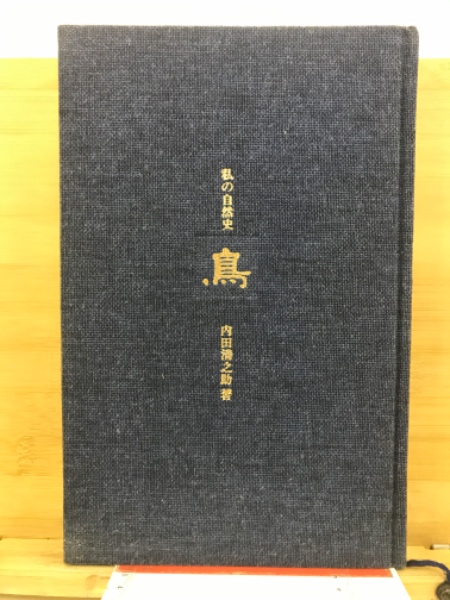 私の自然史
鳥
内田清之助 著